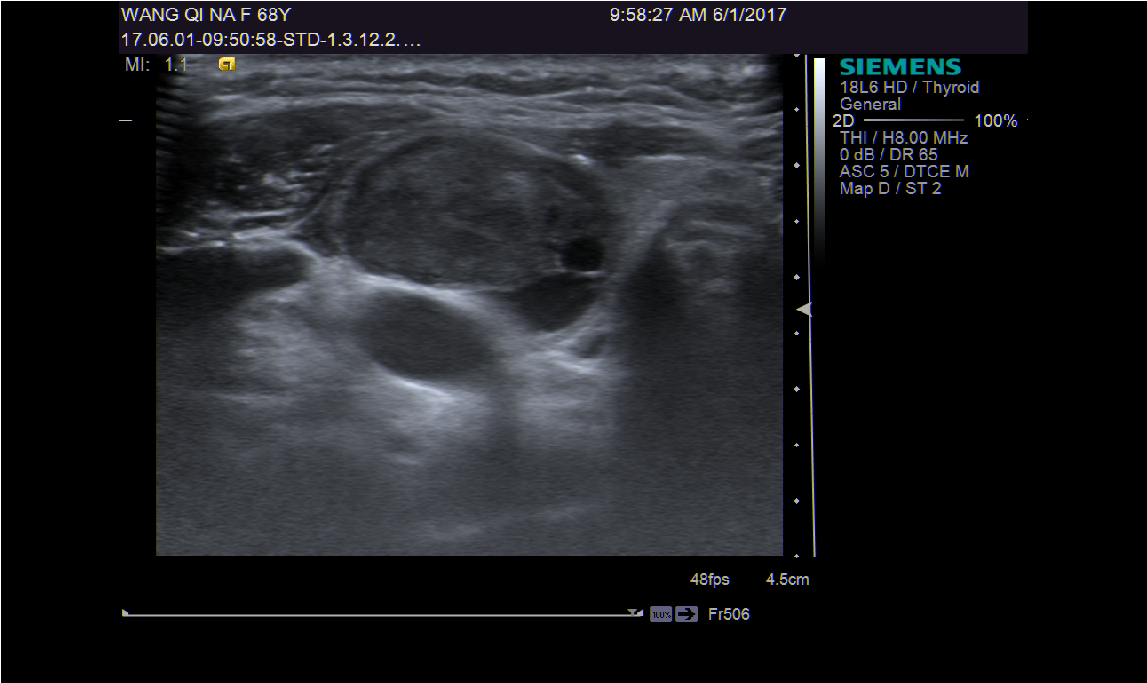 WANG QI NA F 68Y 9:58:27 AM 6/1/2017
17.06.01-09:50:58-STD-1.3.12.2....
MI: 1.1
SIEMENS
18L6 HD / Thyroid
General
2D 100%
THI / H8.00 MHz
0 dB / DR 65
ASC 5 / DTCE M
Map D / ST 2
48fps 4.5cm
100% Fr506